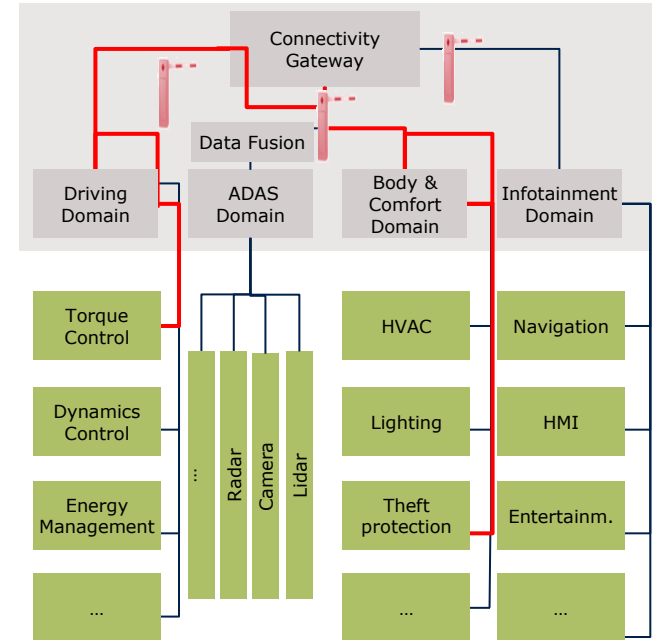 Connectivity
Gateway
Data Fusion
Driving
Domain
ADAS
Domain
Body &
Comfort
Domain
Infotainment
Domain
Torque
Control
Dynamics
Control
Energy
Management
...
...
Radar
Camera
Lidar
HVAC
Lighting
Theft
protection
...
Navigation
HMI
Entertainm.
...